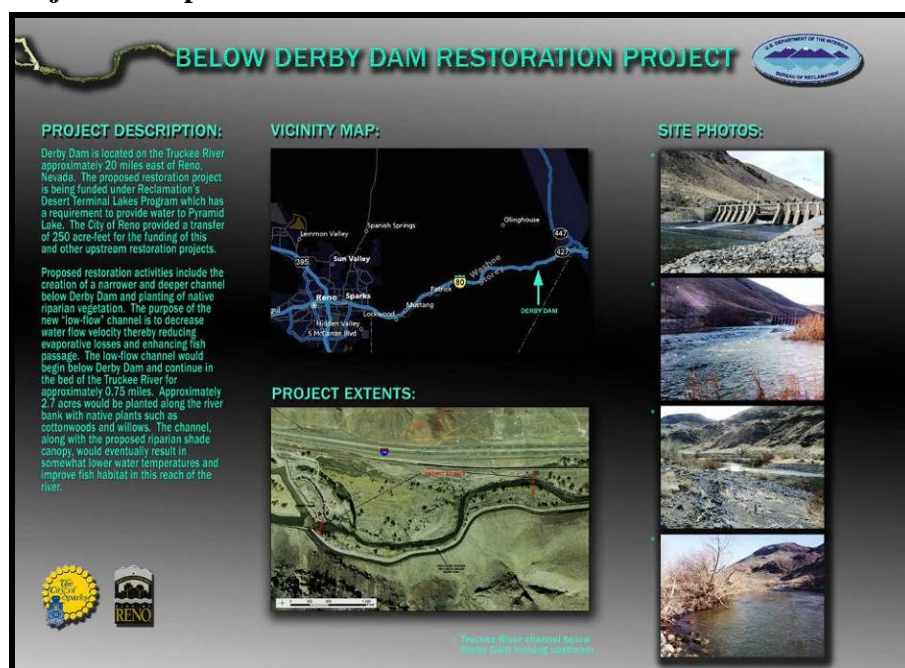 BELOW DERBY DAM RESTORATION PROJECT
U.S. DEPARTMENT OF THE INTERIOR
BUREAU OF RECLAMATION
PROJECT DESCRIPTION:
Derby Dam is located on the Truckee River
approximately 20 miles east of Reno,
Nevada. The proposed restoration project
is being funded under Reclamation's
Desert Terminal Lakes Program which has
a requirement to provide water to Pyramid
Lake. The City of Reno provided a transfer
of 250 acre-feet for the funding of this
and other upstream restoration projects.
Proposed restoration activities include the
creation of a narrower and deeper channel
below Derby Dam and planting of native
riparian vegetation. The purpose of the
new "low-flow" channel is to decrease
water flow velocity thereby reducing
evaporative losses and enhancing fish
passage. The low-flow channel would
begin below Derby Dam and continue in
the bed of the Truckee River for
approximately 0.75 miles. Approximately
2.7 acres would be planted along the river
bank with native plants such as
cottonwoods and willows. The channel,
along with the proposed riparian shade
canopy, would eventually result in
somewhat lower water temperatures and
improve fish habitat in this reach of the
river.
The
City of
Sparks
RENO
VICINITY MAP:
Lemmon Valley
Spanish Springs
Olinghouse
447
427
395
Sun Valley
Washoe
Storey
80
Patrick
Reno
Sparks
Mustang
Lockwood
DERBY DAM
Hidden Valley
S McCarran Blvd
PROJECT EXTENTS:
Truckee River channel below
Derby Dam moving upstream
SITE PHOTOS: